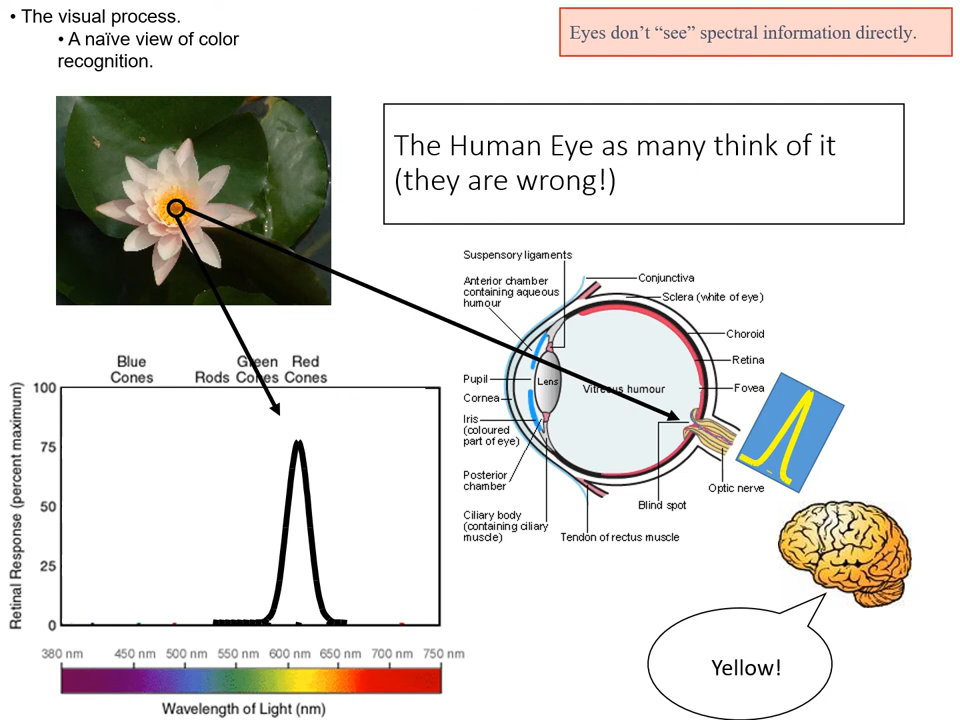 • The visual process.
• A naïve view of color
recognition.
Eyes don’t “see” spectral information directly.
The Human Eye as many think of it
(they are wrong!)
Suspensory ligaments
Anterior chamber
containing aqueous
humour
Conjunctiva
Sclera (white of eye)
Choroid
Retina
Fovea
Pupil
Lens
Vitreous humour
Cornea
Iris
(coloured
part of eye)
Posterior
chamber
Ciliary body
(containing ciliary
muscle)
Tendon of rectus muscle
Blind spot
Optic nerve
Blue
Cones
Rods
Green
Cones
Red
Cones
Retinal Response (percent maximum)
100
75
50
25
0
380 nm 450 nm 500 nm 550 nm 600 nm 650 nm 700 nm 750 nm
Wavelength of Light (nm)
Yellow!